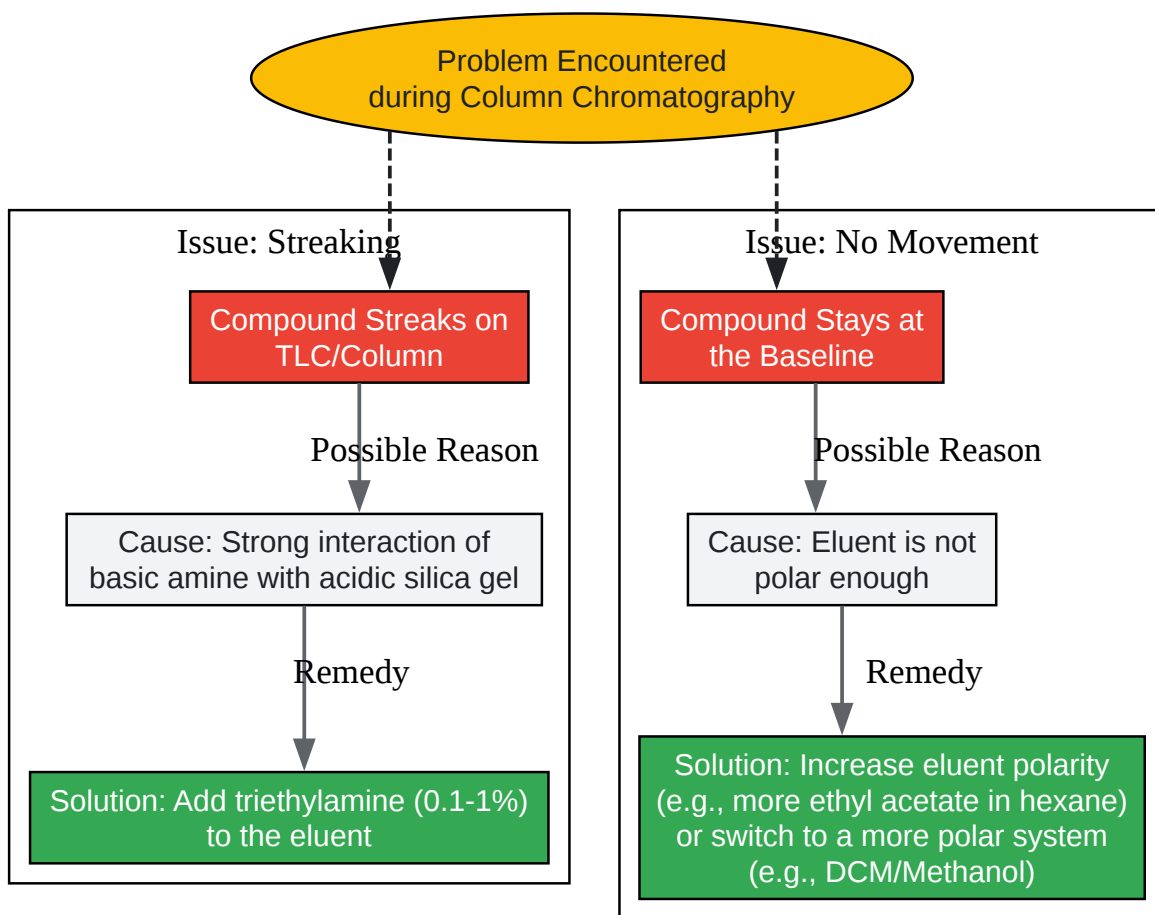 Problem Encountered
during Column Chromatography
Issue: Streaking
Compound Streaks on
TLC/Column
Possible Reason
Cause: Strong interaction of
basic amine with acidic silica gel
Remedy
Solution: Add triethylamine (0.1-1%)
to the eluent
Issue: No Movement
Compound Stays at
the Baseline
Possible Reason
Cause: Eluent is not
polar enough
Remedy
Solution: Increase eluent polarity
(e.g., more ethyl acetate in hexane)
or switch to a more polar system
(e.g., DCM/Methanol)